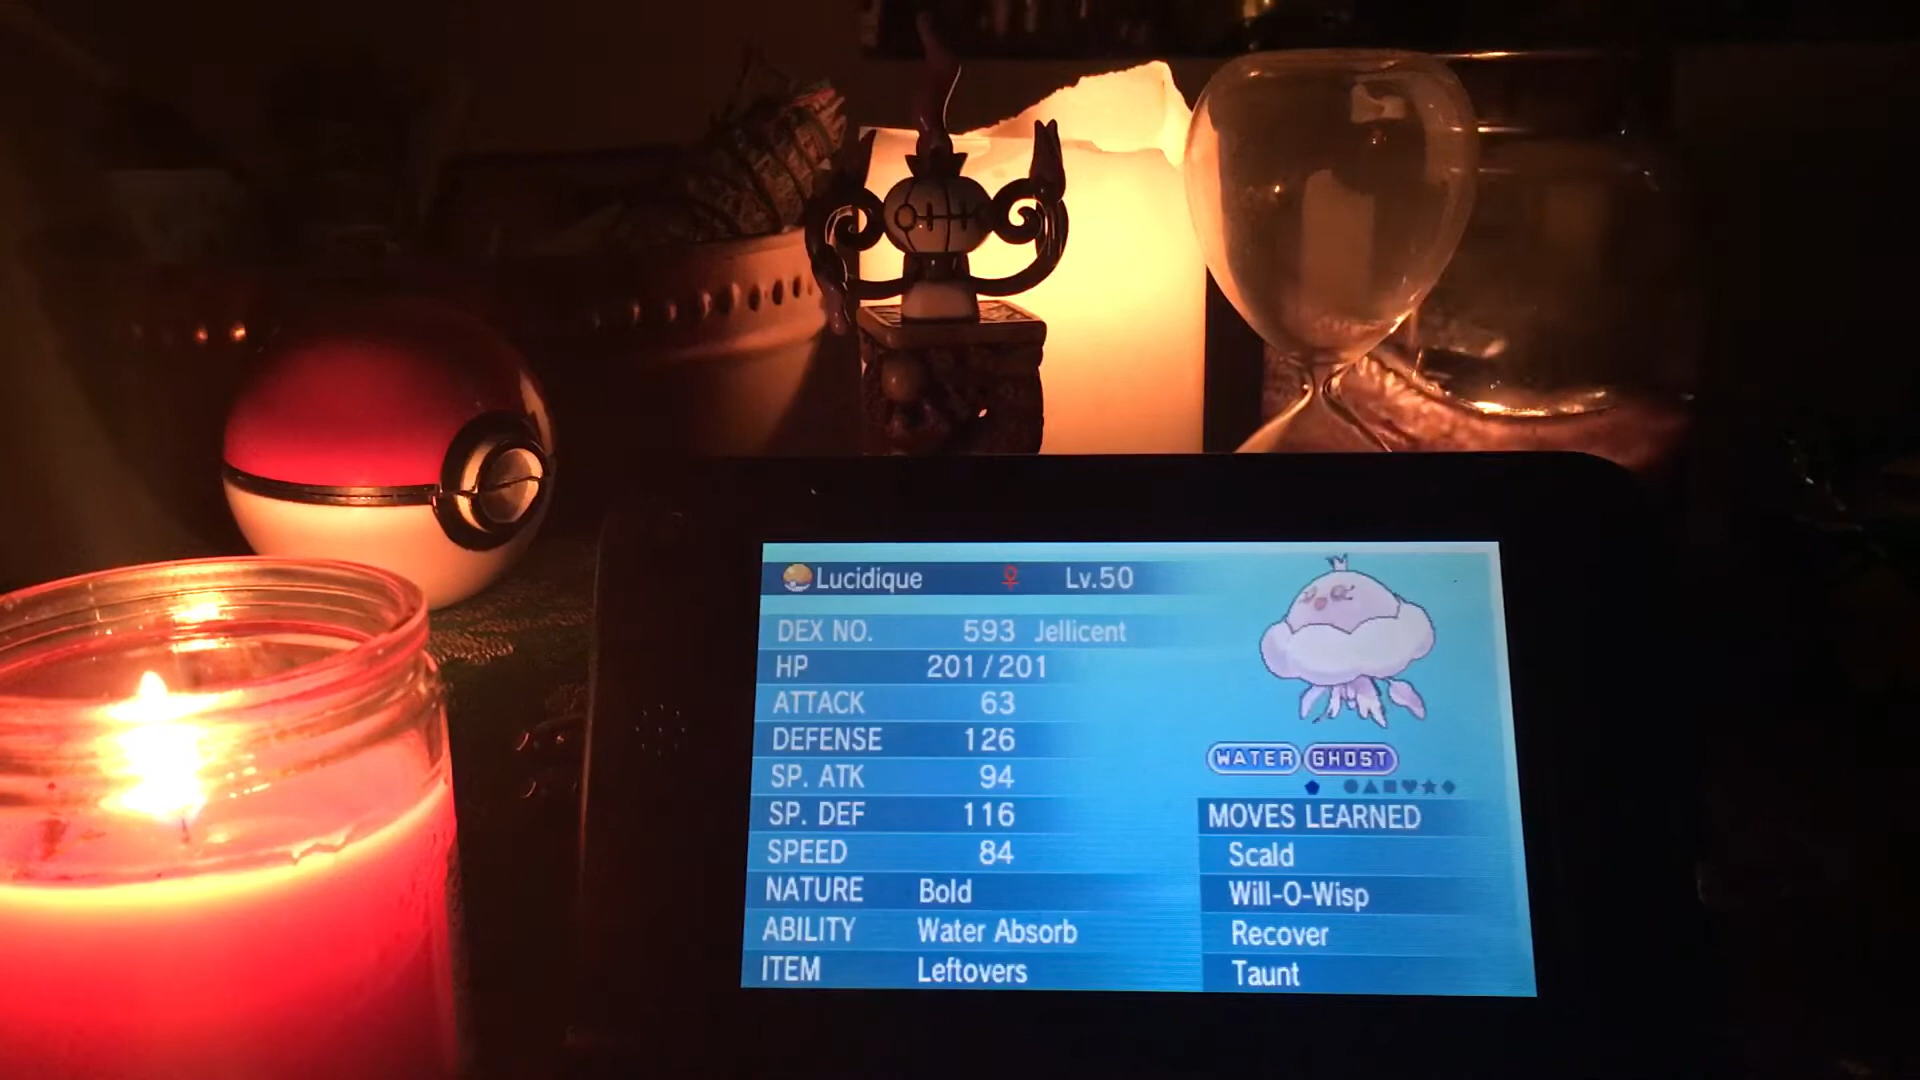 Lucidique ♀ Lv.50
DEX NO. 593 Jellicent
HP 201/201
ATTACK 63
DEFENSE 126
SP. ATK 94
SP. DEF 116
SPEED 84
NATURE Bold
ABILITY Water Absorb
ITEM Leftovers
WATER GHOST
MOVES LEARNED
Scald
Will-O-Wisp
Recover
Taunt